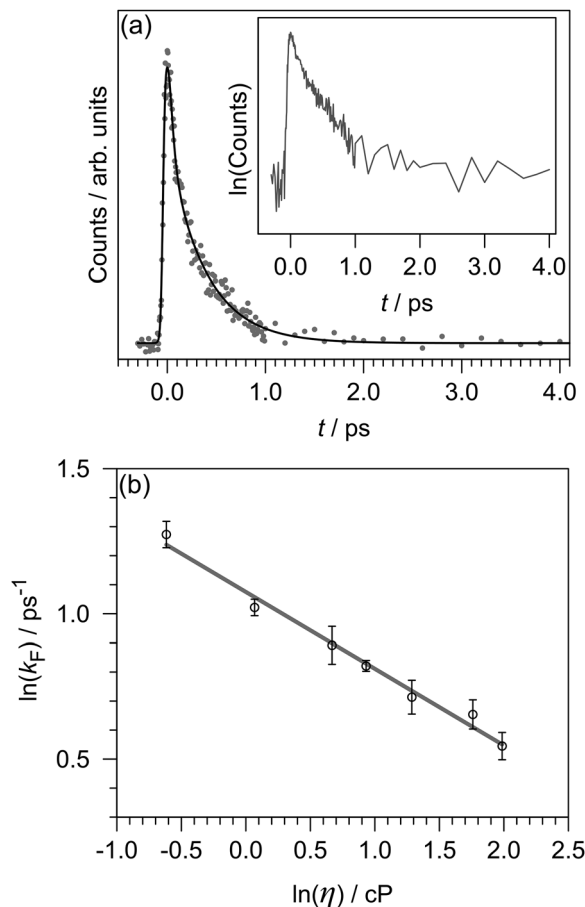 (a)
Counts / arb. units
ln(Counts)
0.0 1.0 2.0 3.0 4.0
t / ps
0.0 1.0 2.0 3.0 4.0
t / ps
(b)
1.5
1.0
0.5
ln(k_F) / ps⁻¹
-1.0 -0.5 0.0 0.5 1.0 1.5 2.0 2.5
ln(η) / cP